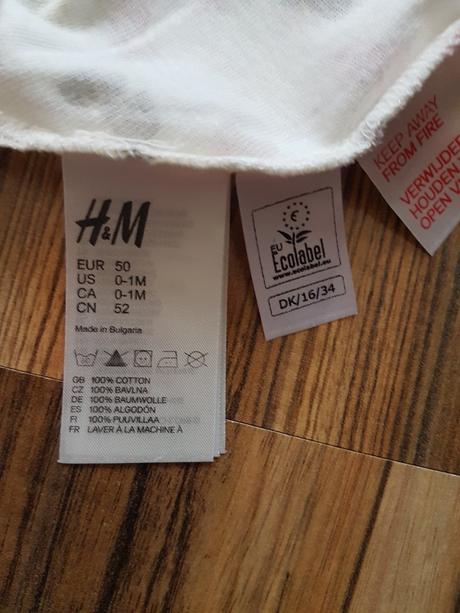 H&M
EUR 50
US 0-1M
CA 0-1M
CN 52
Made in Bulgaria
60
GB 100% COTTON
CZ 100% BAVLNA
DE 100% BAUMWOLLE
ES 100% ALGODÓN
FI 100% PUUVILLAA
FR LAVER À LA MACHINE À
€
EU
Ecolabel
www.ecolabel.eu
DK/16/34
KEEP AWAY
FROM FIRE
VERWIJDER
HOUDEN
OPEN